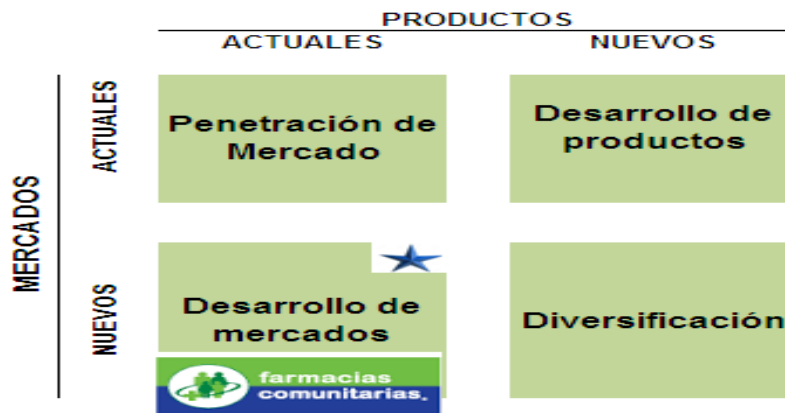 PRODUCTOS
ACTUALES NUEVOS
MERCADOS
ACTUALES
Penetración de
Mercado
Desarrollo de
productos
NUEVOS
Desarrollo de
mercados
Diversificación
farmacias
comunitarias.